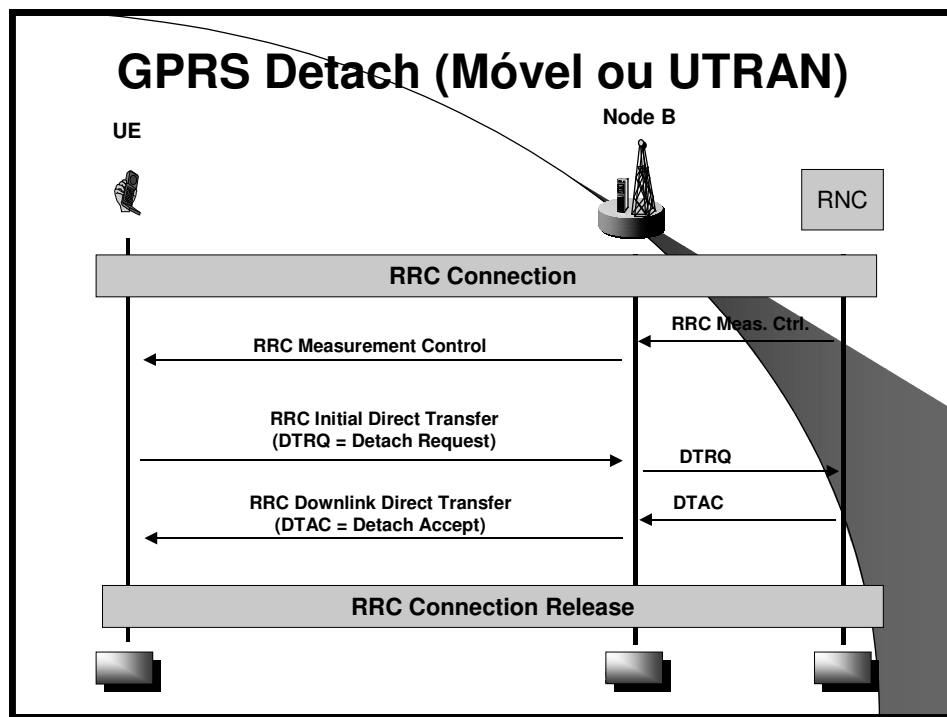 GPRS Detach (Móvel ou UTRAN)
UE
Node B
RNC
RRC Connection
RRC Meas. Ctrl.
RRC Measurement Control
RRC Initial Direct Transfer
(DTRQ = Detach Request)
DTRQ
RRC Downlink Direct Transfer
(DTAC = Detach Accept)
DTAC
RRC Connection Release